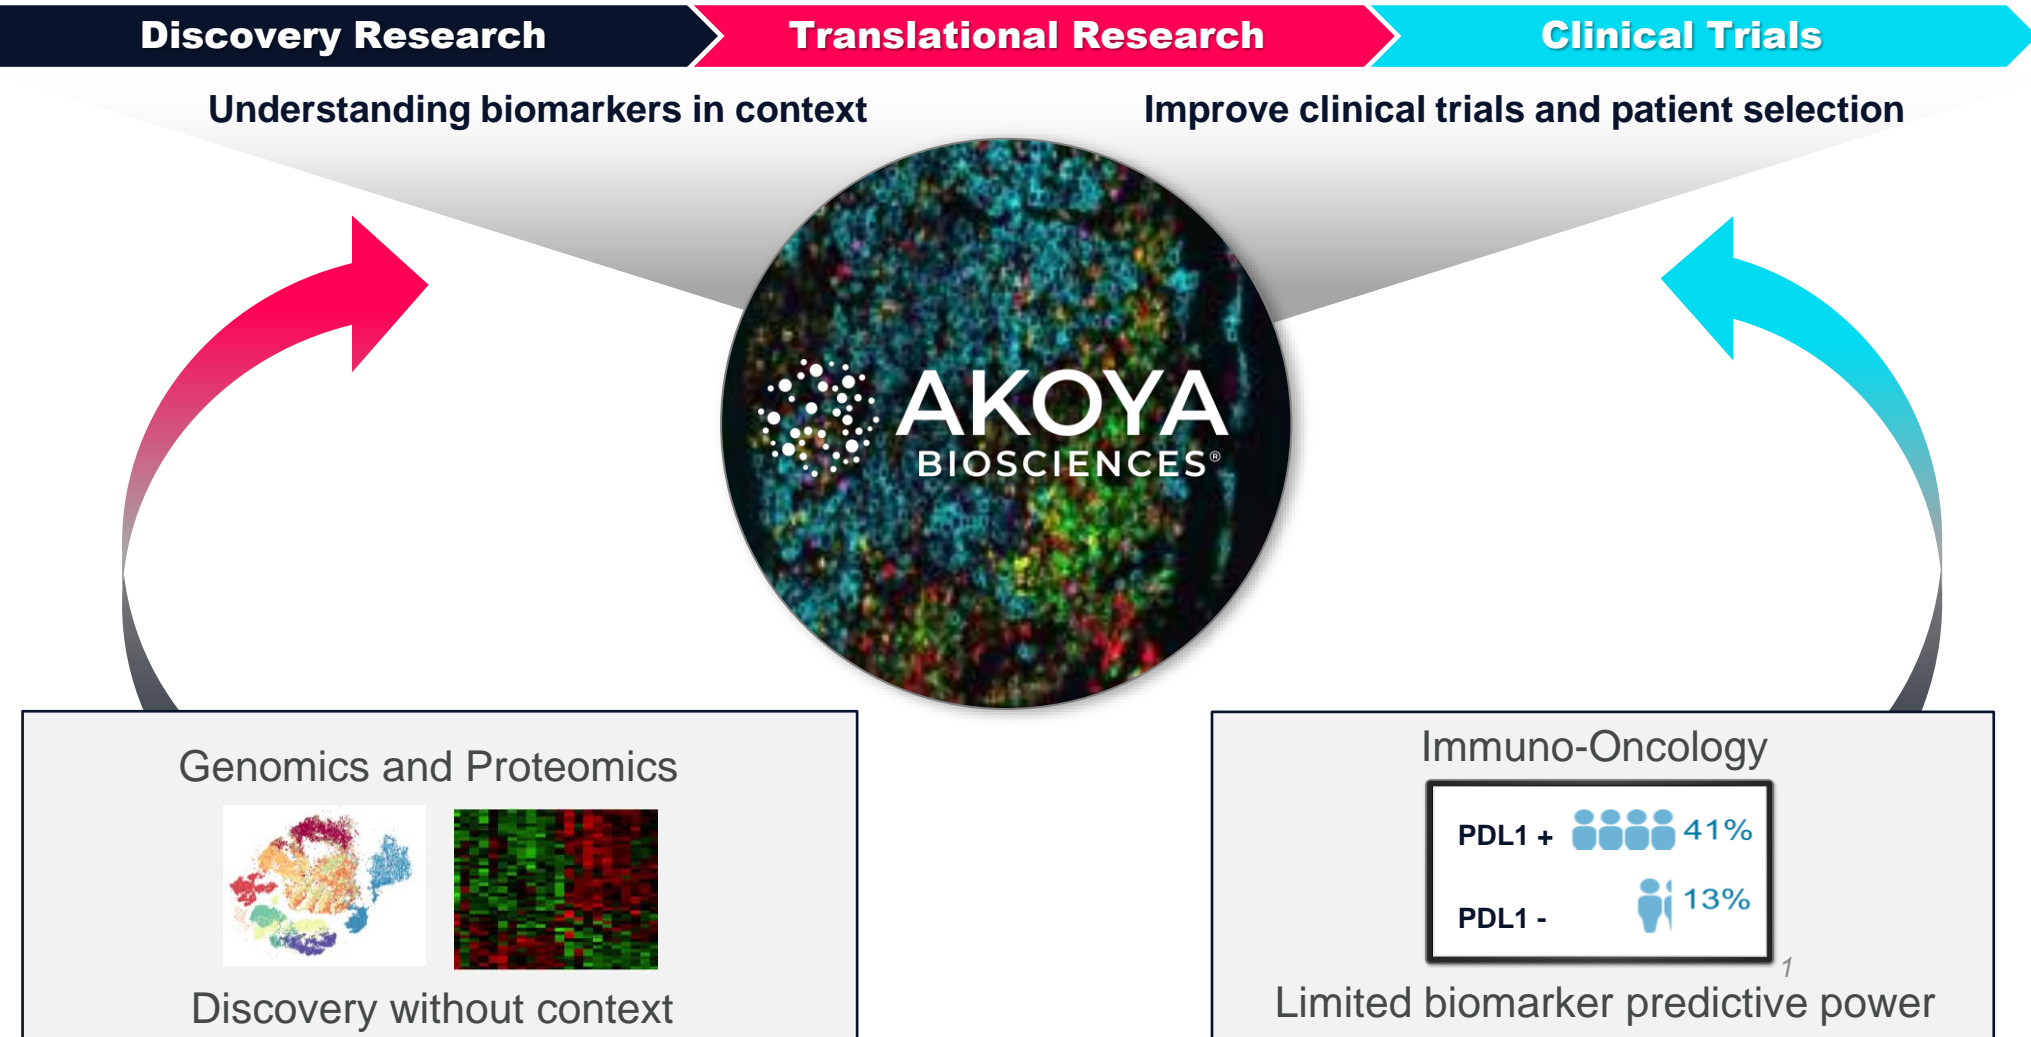 Discovery Research
Translational Research
Clinical Trials
Understanding biomarkers in context
Improve clinical trials and patient selection
AKOYA
BIOSCIENCES®
Genomics and Proteomics
Discovery without context
Immuno-Oncology
PDL1 + 41%
PDL1 - 13%
1
Limited biomarker predictive power